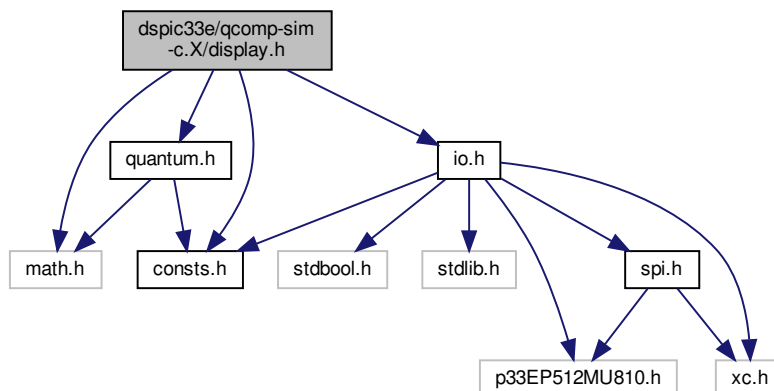 dspic33e/qcomp-sim
-c.X/display.h
quantum.h
io.h
math.h
consts.h
stdbool.h
stdlib.h
spi.h
p33EP512MU810.h
xc.h